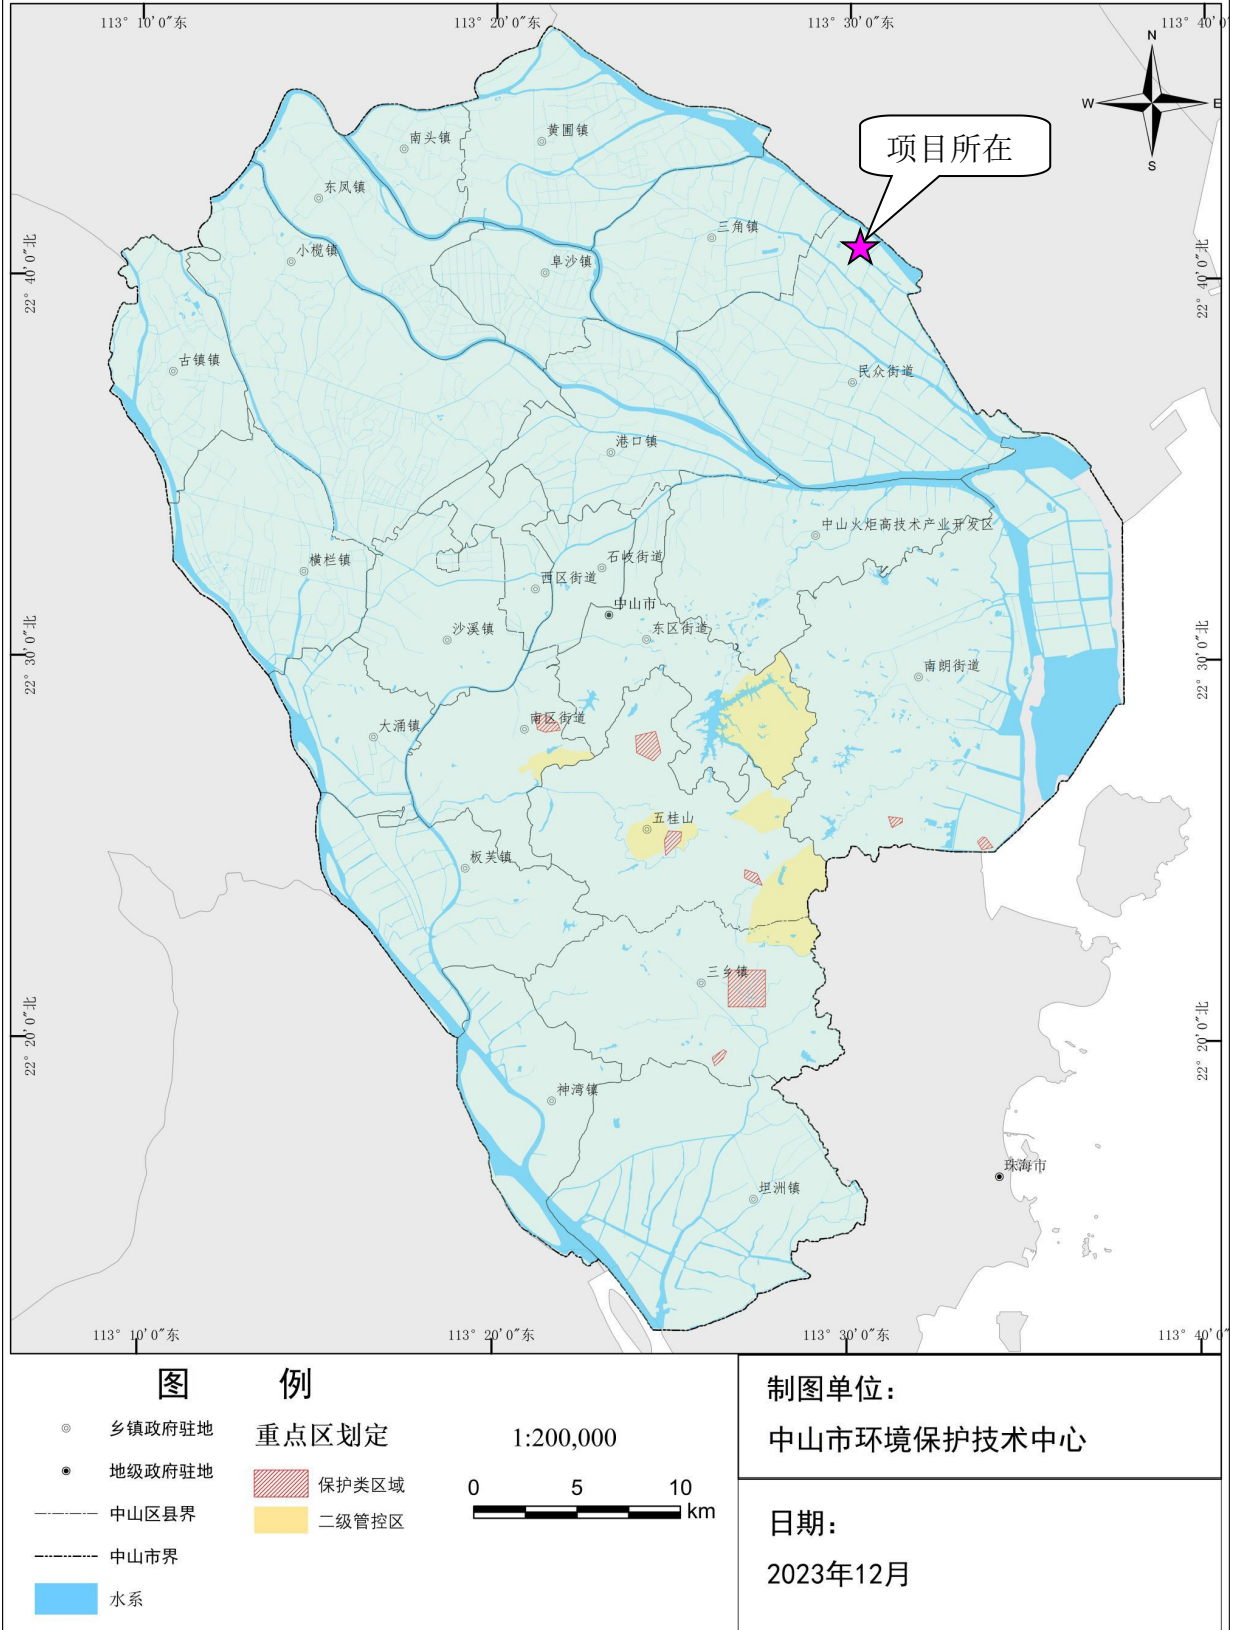 113° 10′0″东
113° 20′0″东
113° 30′0″东
113° 40′0
N
W
E
S
项目所在
黄圃镇
南头镇
东凤镇
三角镇
小榄镇
阜沙镇
22° 40′0″北
22° 40′0″北
古镇镇
民众街道
港口镇
中山火炬高技术产业开发区
横栏镇
石岐街道
西区街道
中山市
沙溪镇
东区街道
22° 30′0″北
22° 30′0″北
南朗街道
大涌镇
南区街道
五桂山
板芙镇
三乡镇
22° 20′0″北
22° 20′0″北
神湾镇
珠海市
坦洲镇
113° 10′0″东
113° 20′0″东
113° 30′0″东
113° 40′0″
图 例
乡镇政府驻地
地级政府驻地
中山区县界
中山市界
水系
重点区划定
保护类区域
二级管控区
1:200,000
0 5 10
km
制图单位：
中山市环境保护技术中心
日期：
2023年12月